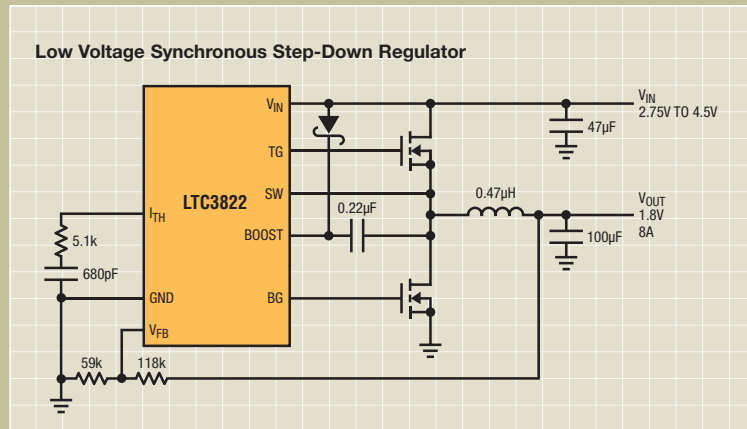 Low Voltage Synchronous Step-Down Regulator
VIN
VIN
2.75V TO 4.5V
47µF
TG
LTC3822
SW
0.47µH
ITH
0.22µF
VOUT
1.8V
8A
5.1k
BOOST
100µF
680pF
GND
BG
VFB
59k
118k